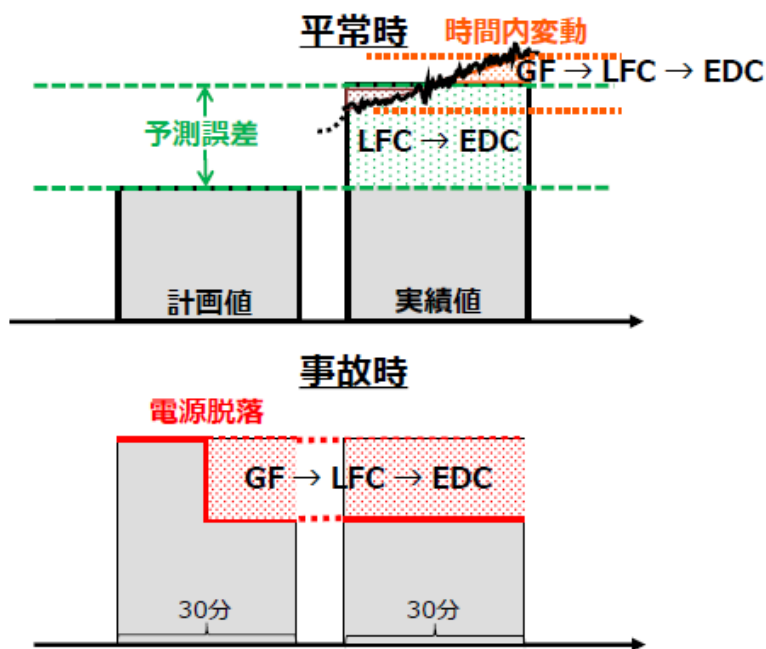 平常時
時間内変動
GF → LFC → EDC
予測誤差
LFC → EDC
計画値
実績値
事故時
電源脱落
GF → LFC → EDC
30分
30分